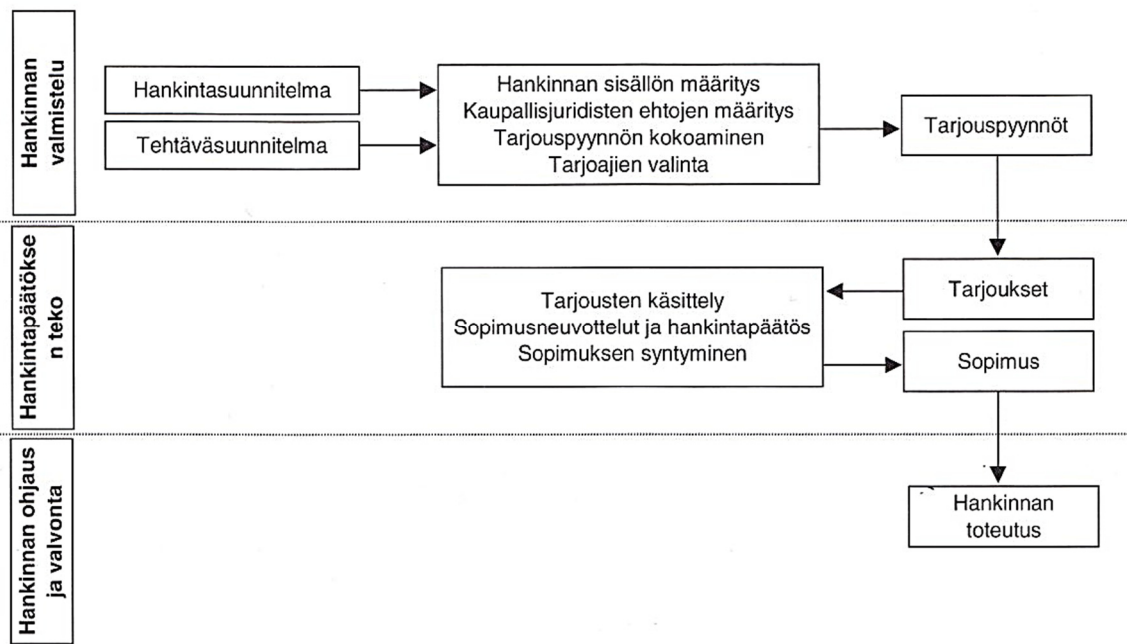 Hankinnan
valmistelu
Hankintasuunnitelma
Tehtäväsuunnitelma
Hankinnan sisällön määritys
Kaupallisjuridisten ehtojen määritys
Tarjouspyynnön kokoaminen
Tarjoajien valinta
Tarjouspyynnöt
Hankintapäätökse
n teko
Tarjousten käsittely
Sopimusneuvottelut ja hankintapäätös
Sopimuksen syntyminen
Tarjoukset
Sopimus
Hankinnan ohjaus
ja valvonta
Hankinnan
toteutus